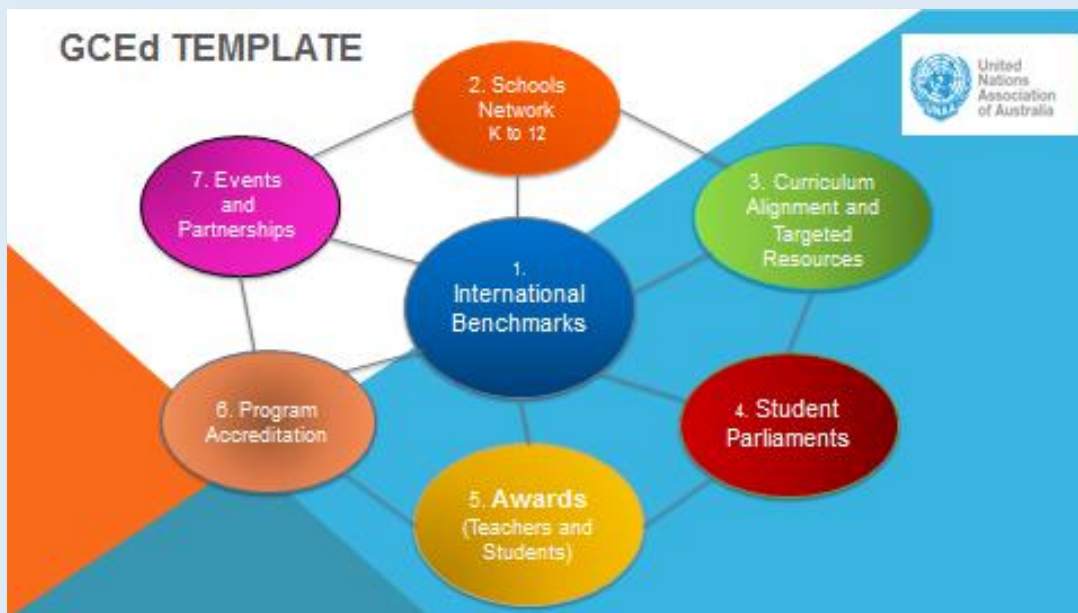 GCEd TEMPLATE
United
Nations
Association
of Australia
UNAA
2. Schools
Network
K to 12
7. Events
and
Partnerships
3. Curriculum
Alignment and
Targeted
Resources
1.
International
Benchmarks
6. Program
Accreditation
4. Student
Parliaments
5. Awards
(Teachers and
Students)